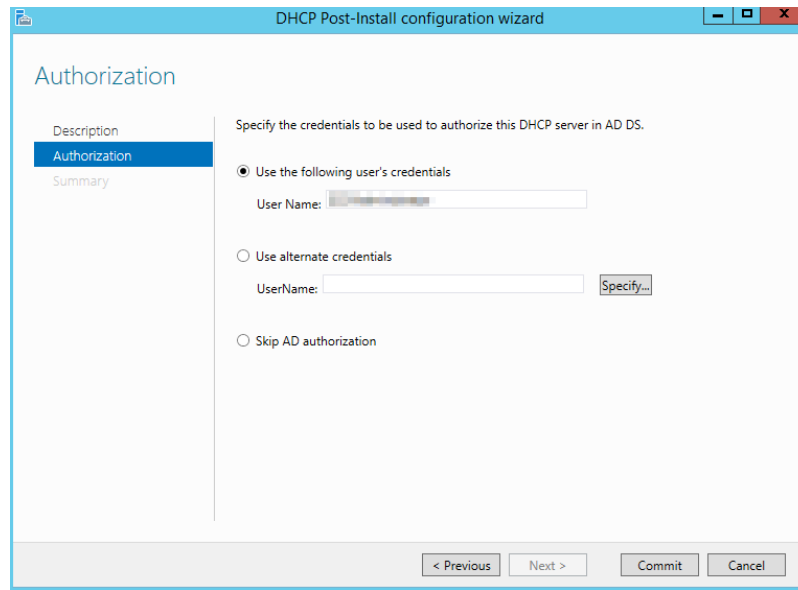 DHCP Post-Install configuration wizard
Authorization
Description
Authorization
Summary
Specify the credentials to be used to authorize this DHCP server in AD DS.
Use the following user's credentials
User Name:
Use alternate credentials
UserName:
Specify...
Skip AD authorization
< Previous
Next >
Commit
Cancel